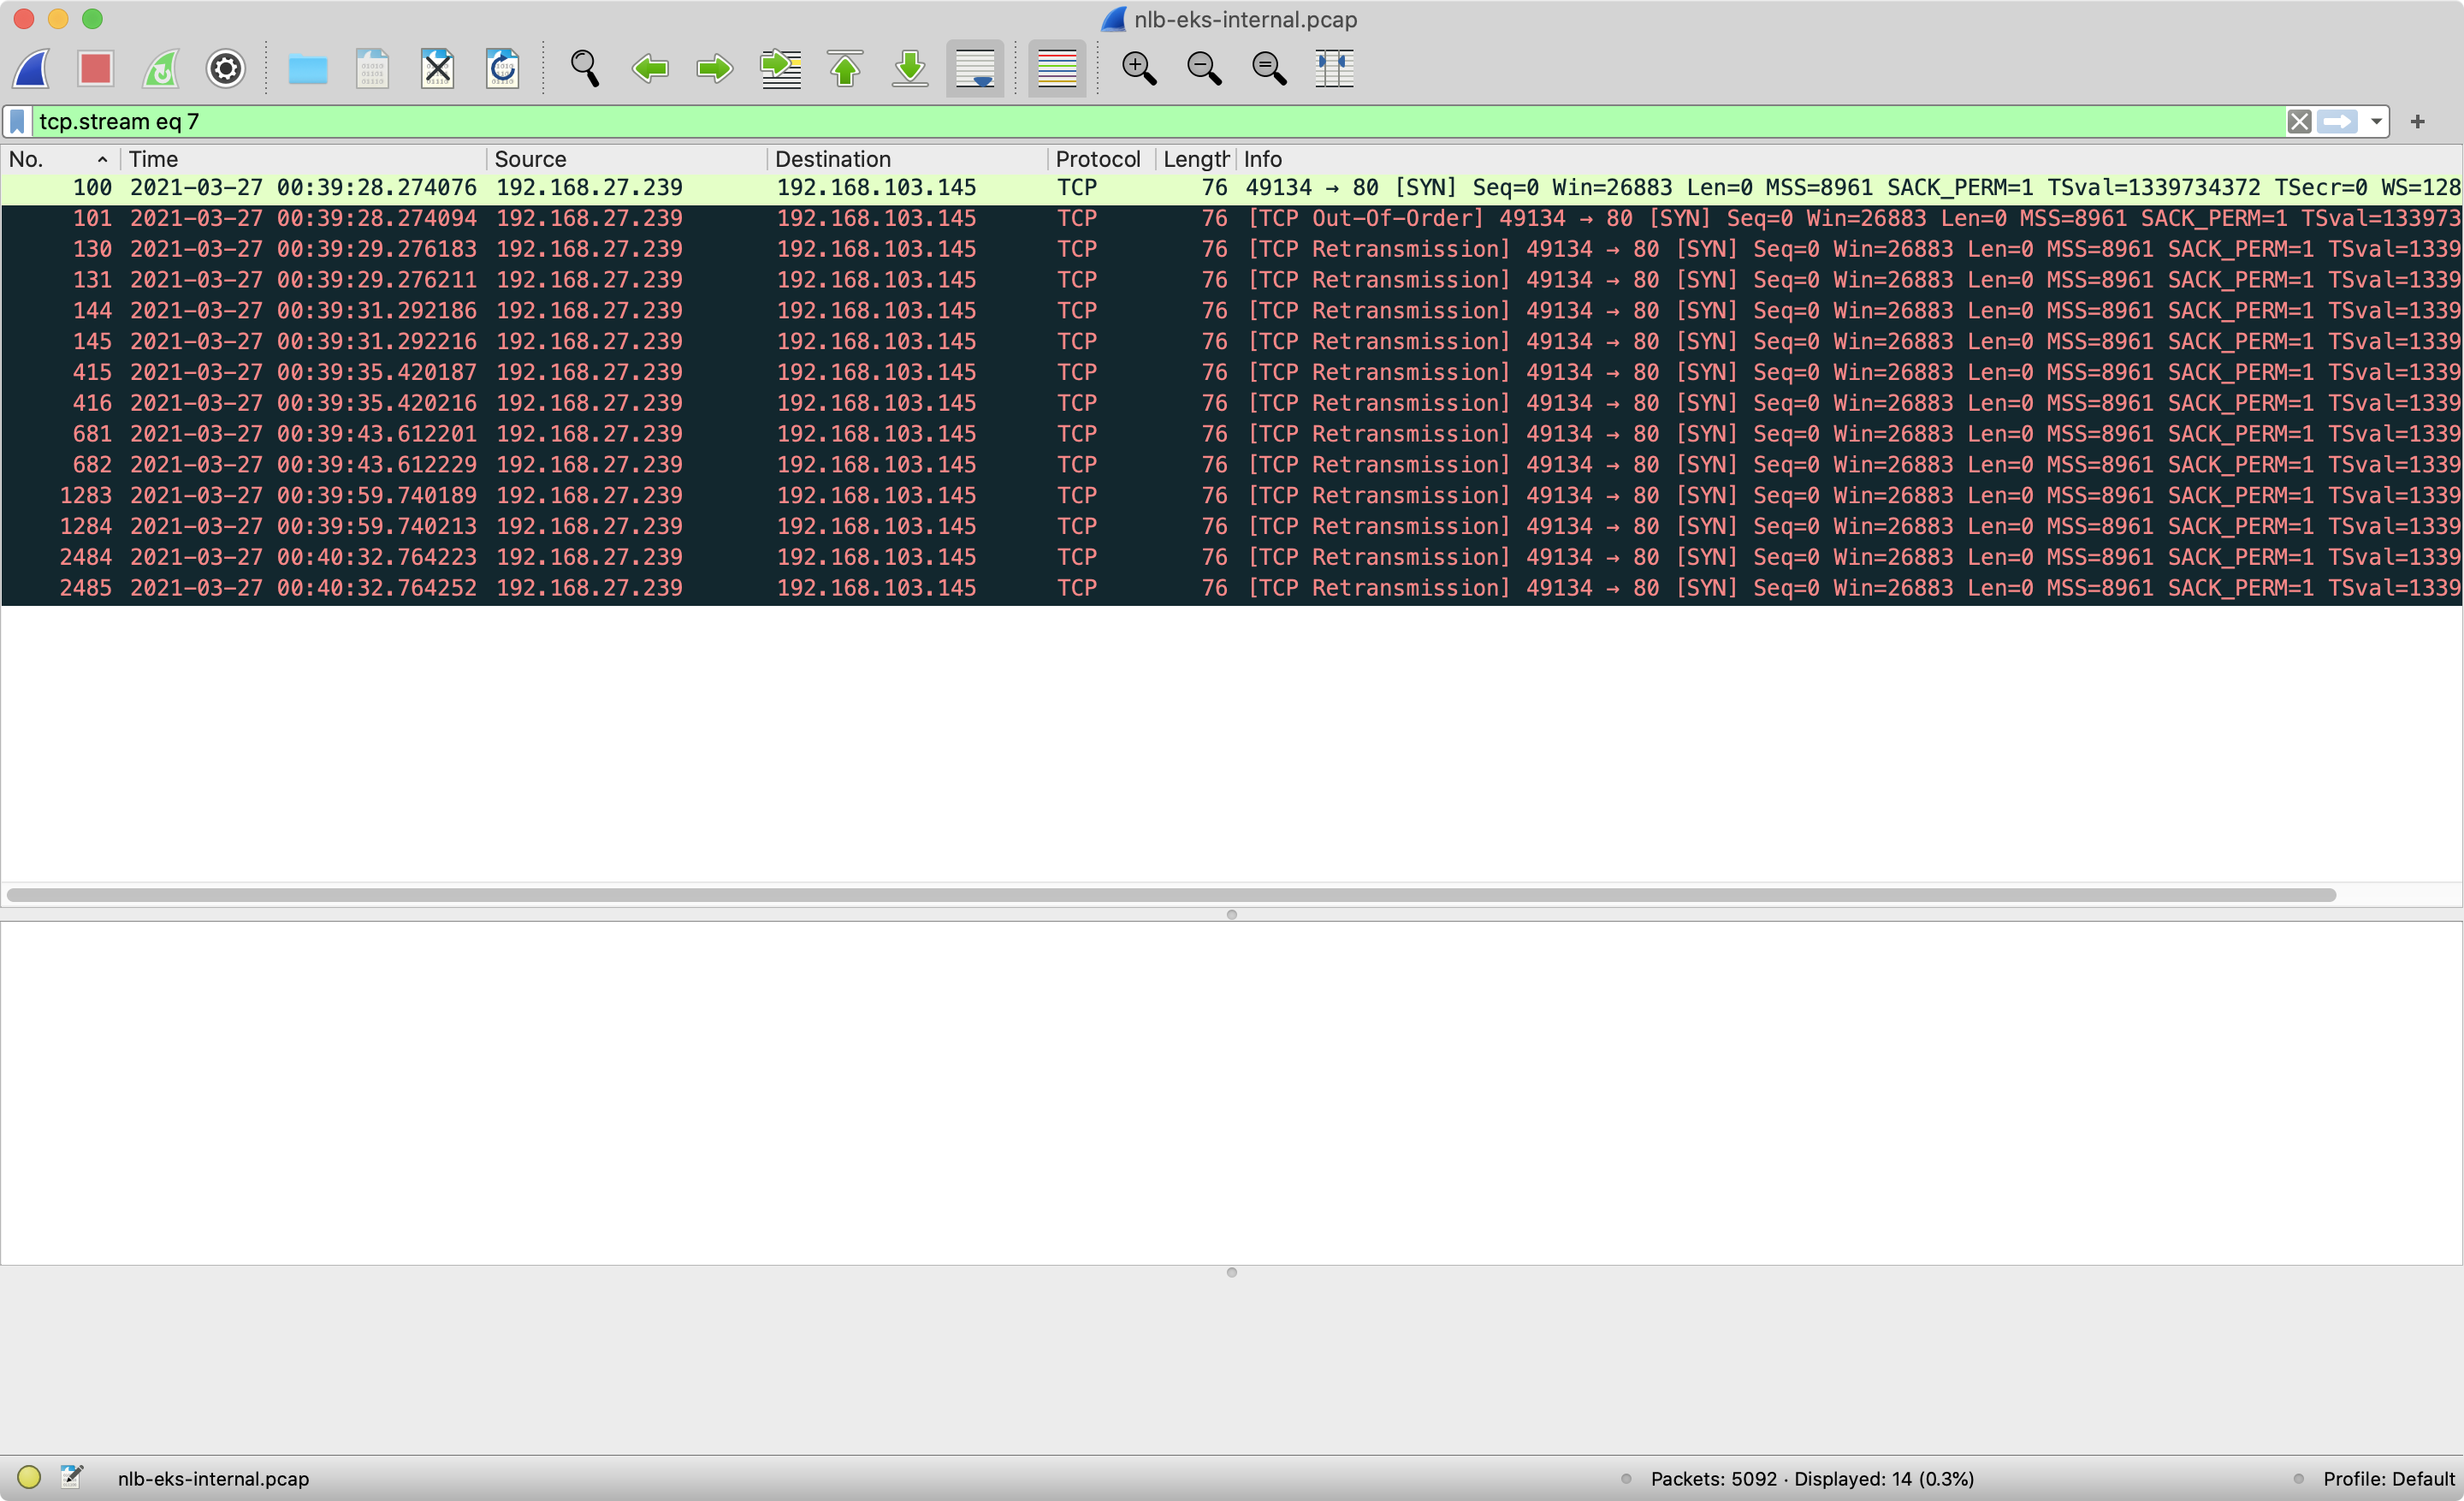 nlb-eks-internal.pcap
tcp.stream eq 7
No. Time Source Destination Protocol Length Info
100 2021-03-27 00:39:28.274076 192.168.27.239 192.168.103.145 TCP 76 49134 → 80 [SYN] Seq=0 Win=26883 Len=0 MSS=8961 SACK_PERM=1 TSval=1339734372 TSecr=0 WS=128
101 2021-03-27 00:39:28.274094 192.168.27.239 192.168.103.145 TCP 76 [TCP Out-Of-Order] 49134 → 80 [SYN] Seq=0 Win=26883 Len=0 MSS=8961 SACK_PERM=1 TSval=133973
130 2021-03-27 00:39:29.276183 192.168.27.239 192.168.103.145 TCP 76 [TCP Retransmission] 49134 → 80 [SYN] Seq=0 Win=26883 Len=0 MSS=8961 SACK_PERM=1 TSval=1339
131 2021-03-27 00:39:29.276211 192.168.27.239 192.168.103.145 TCP 76 [TCP Retransmission] 49134 → 80 [SYN] Seq=0 Win=26883 Len=0 MSS=8961 SACK_PERM=1 TSval=1339
144 2021-03-27 00:39:31.292186 192.168.27.239 192.168.103.145 TCP 76 [TCP Retransmission] 49134 → 80 [SYN] Seq=0 Win=26883 Len=0 MSS=8961 SACK_PERM=1 TSval=1339
145 2021-03-27 00:39:31.292216 192.168.27.239 192.168.103.145 TCP 76 [TCP Retransmission] 49134 → 80 [SYN] Seq=0 Win=26883 Len=0 MSS=8961 SACK_PERM=1 TSval=1339
415 2021-03-27 00:39:35.420187 192.168.27.239 192.168.103.145 TCP 76 [TCP Retransmission] 49134 → 80 [SYN] Seq=0 Win=26883 Len=0 MSS=8961 SACK_PERM=1 TSval=1339
416 2021-03-27 00:39:35.420216 192.168.27.239 192.168.103.145 TCP 76 [TCP Retransmission] 49134 → 80 [SYN] Seq=0 Win=26883 Len=0 MSS=8961 SACK_PERM=1 TSval=1339
681 2021-03-27 00:39:43.612201 192.168.27.239 192.168.103.145 TCP 76 [TCP Retransmission] 49134 → 80 [SYN] Seq=0 Win=26883 Len=0 MSS=8961 SACK_PERM=1 TSval=1339
682 2021-03-27 00:39:43.612229 192.168.27.239 192.168.103.145 TCP 76 [TCP Retransmission] 49134 → 80 [SYN] Seq=0 Win=26883 Len=0 MSS=8961 SACK_PERM=1 TSval=1339
1283 2021-03-27 00:39:59.740189 192.168.27.239 192.168.103.145 TCP 76 [TCP Retransmission] 49134 → 80 [SYN] Seq=0 Win=26883 Len=0 MSS=8961 SACK_PERM=1 TSval=1339
1284 2021-03-27 00:39:59.740213 192.168.27.239 192.168.103.145 TCP 76 [TCP Retransmission] 49134 → 80 [SYN] Seq=0 Win=26883 Len=0 MSS=8961 SACK_PERM=1 TSval=1339
2484 2021-03-27 00:40:32.764223 192.168.27.239 192.168.103.145 TCP 76 [TCP Retransmission] 49134 → 80 [SYN] Seq=0 Win=26883 Len=0 MSS=8961 SACK_PERM=1 TSval=1339
2485 2021-03-27 00:40:32.764252 192.168.27.239 192.168.103.145 TCP 76 [TCP Retransmission] 49134 → 80 [SYN] Seq=0 Win=26883 Len=0 MSS=8961 SACK_PERM=1 TSval=1339
nlb-eks-internal.pcap Packets: 5092 · Displayed: 14 (0.3%) Profile: Default